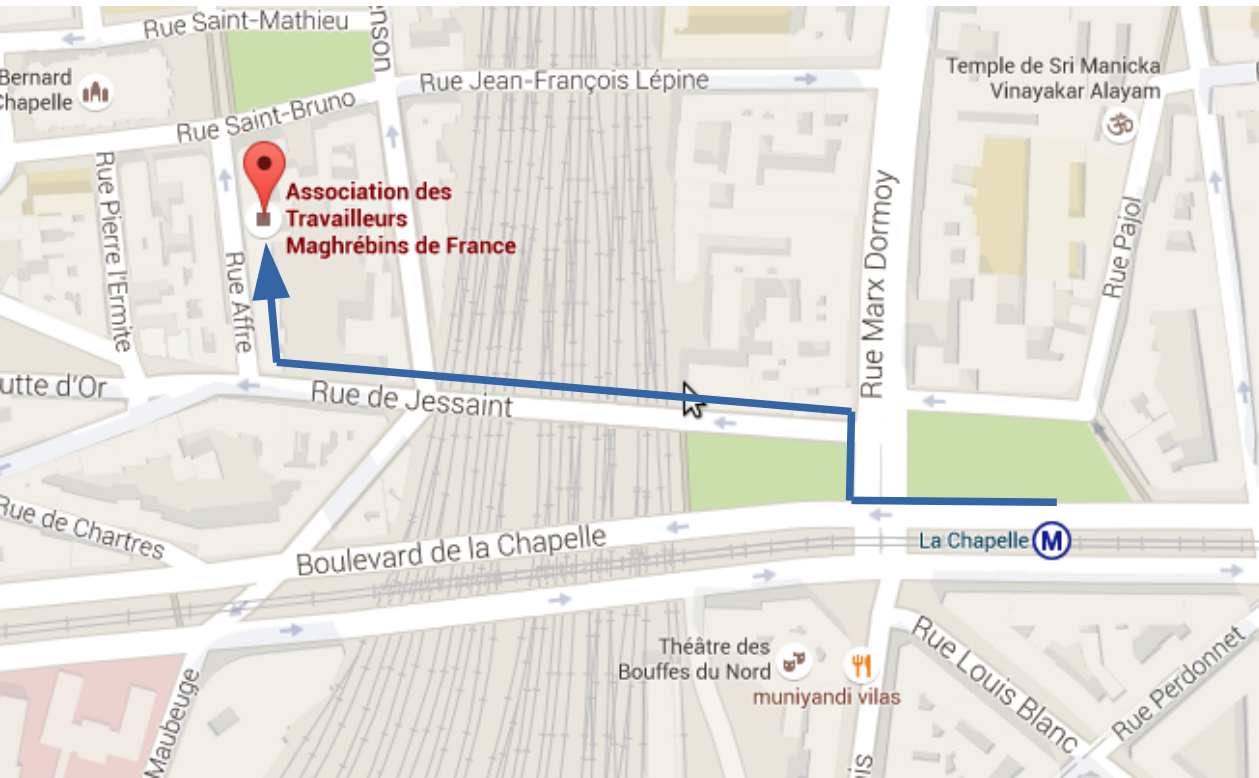 Rue Saint-Mathieu
enson
Bernard
Chapelle
Rue Jean-François Lépine
Temple de Sri Manicka
Vinayakar Alayam
Rue Saint-Bruno
Rue Pierre l'Ermite
Association des
Travailleurs
Maghrébins de France
Rue Affre
Rue Marx Dormoy
Rue Pajol
utte d'Or
Rue de Jessaint
Rue de Chartres
Boulevard de la Chapelle
La Chapelle M
Théâtre des
Bouffes du Nord
muniyandi vilas
Rue Louis Blanc
Rue Perdonnet
Maubeuge
is